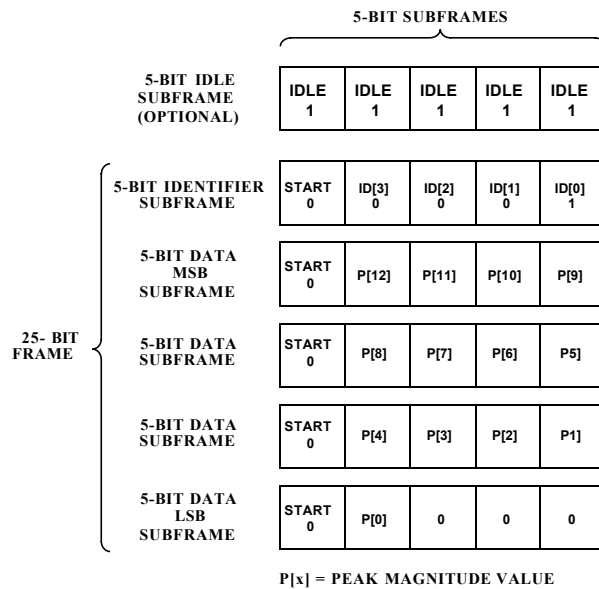 5-BIT SUBFRAMES
5-BIT IDLE
SUBFRAME
(OPTIONAL)
IDLE IDLE IDLE IDLE IDLE
1 1 1 1 1
5-BIT IDENTIFIER
SUBFRAME
START ID[3] ID[2] ID[1] ID[0]
0 0 0 0 1
5-BIT DATA
MSB
SUBFRAME
START
0 P[12] P[11] P[10] P[9]
25- BIT
FRAME
5-BIT DATA
SUBFRAME
START
0 P[8] P[7] P[6] P5]
5-BIT DATA
SUBFRAME
START
0 P[4] P[3] P[2] P1]
5-BIT DATA
LSB
SUBFRAME
START
0 P[0] 0 0 0
P[x] = PEAK MAGNITUDE VALUE